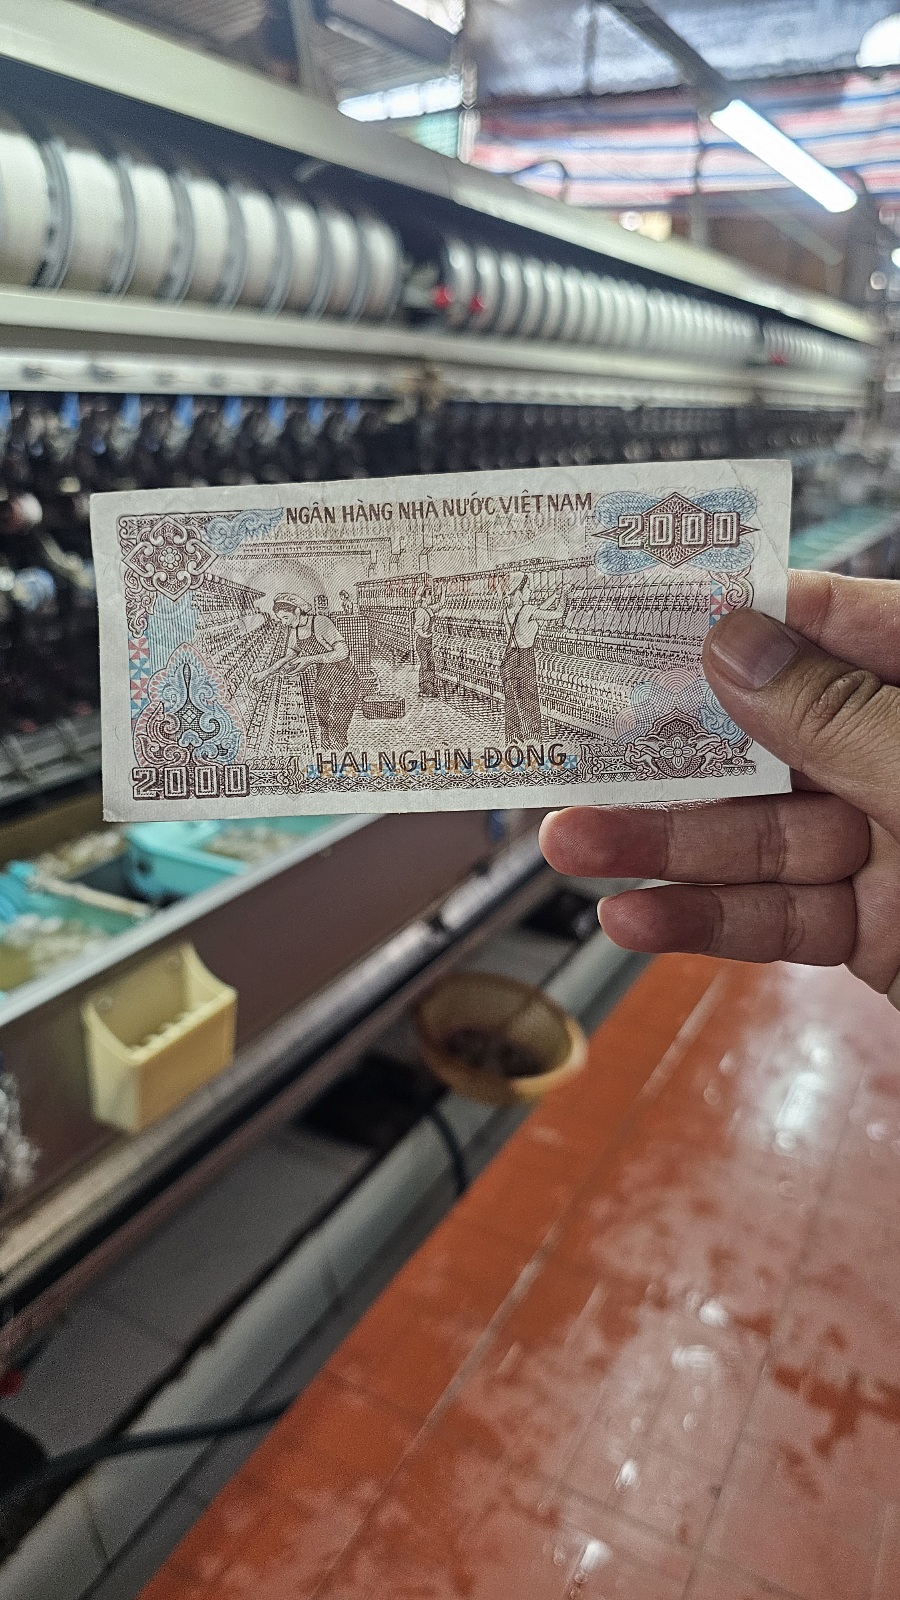 NGÂN HÀNG NHÀ NƯỚC VIỆT NAM
2000
2000
HAI NGHÌN ĐỒNG